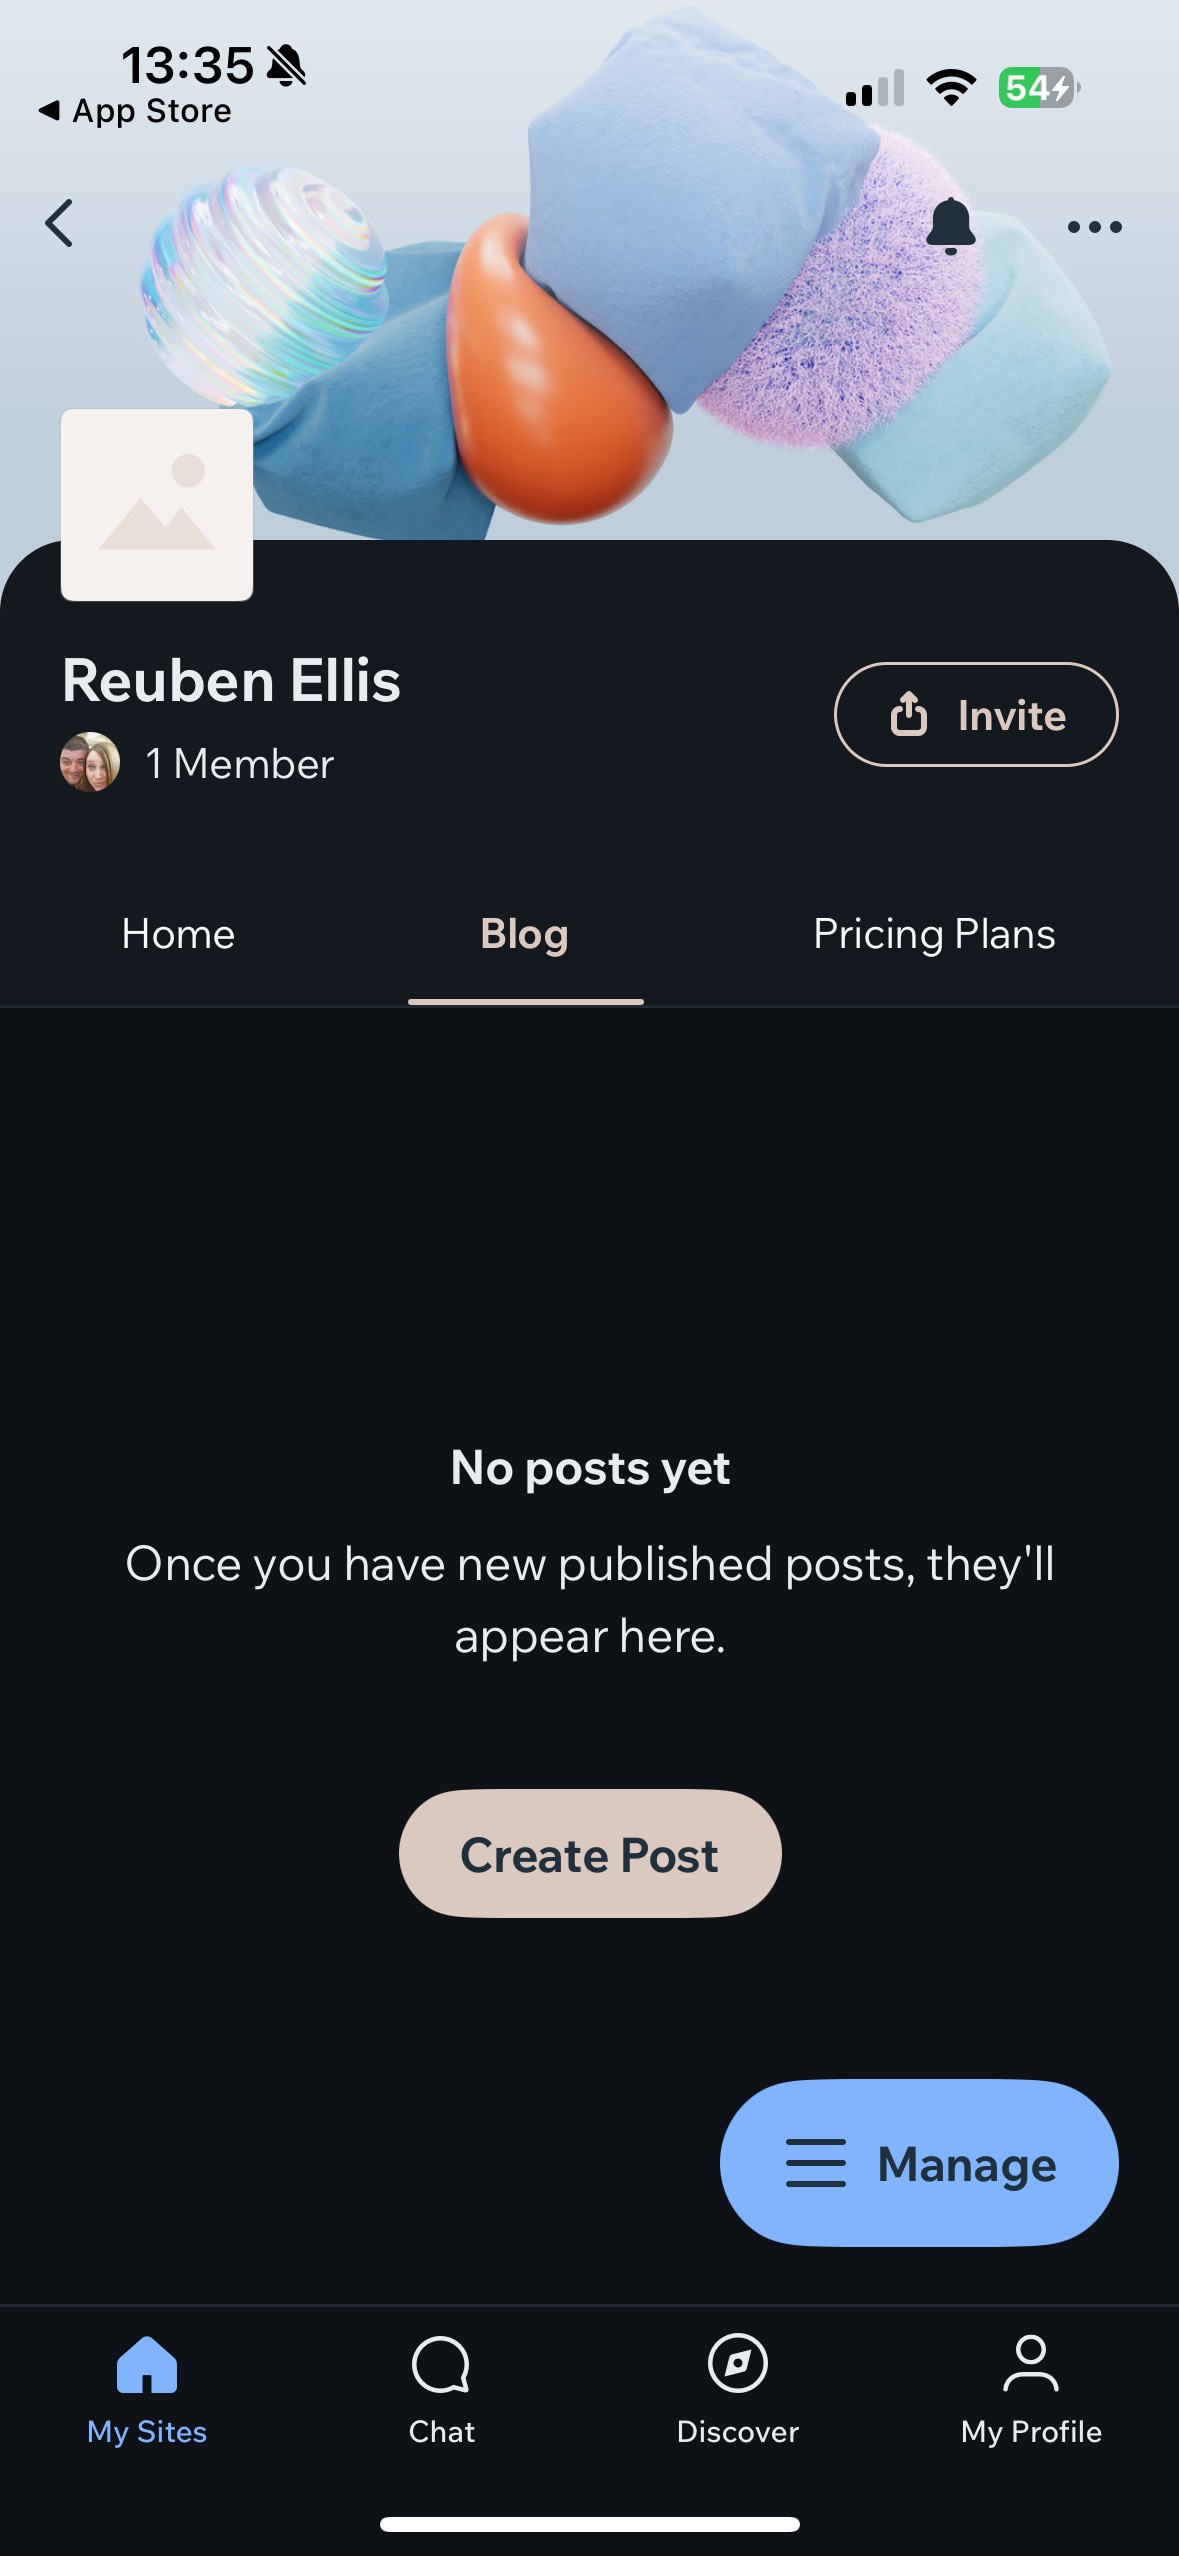 13:35
App Store
54
Reuben Ellis
1 Member
Invite
Home
Blog
Pricing Plans
No posts yet
Once you have new published posts, they'll
appear here.
Create Post
Manage
My Sites
Chat
Discover
My Profile